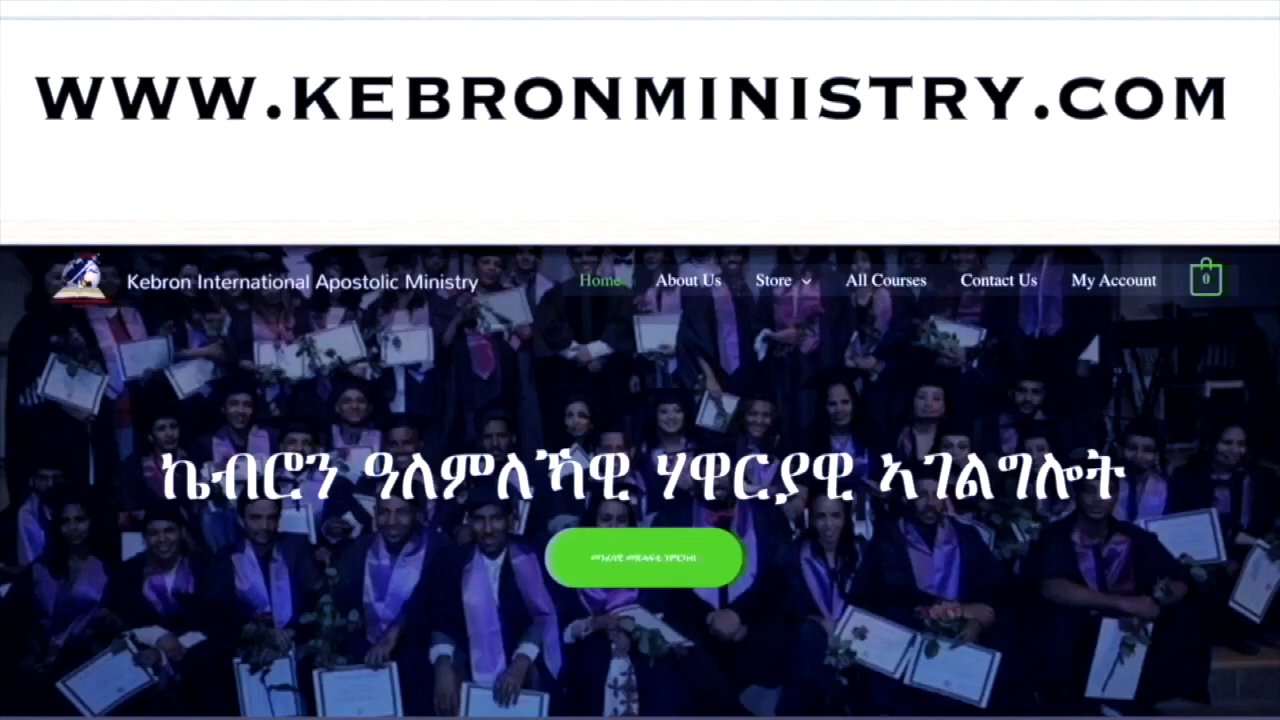 WWW.KEBRONMINISTRY.COM
Kebron International Apostolic Ministry
Home About Us Store All Courses Contact Us My Account 0
ኬብሮን ዓለምለኻዊ ሃዋርያዊ ኣገልግሎት